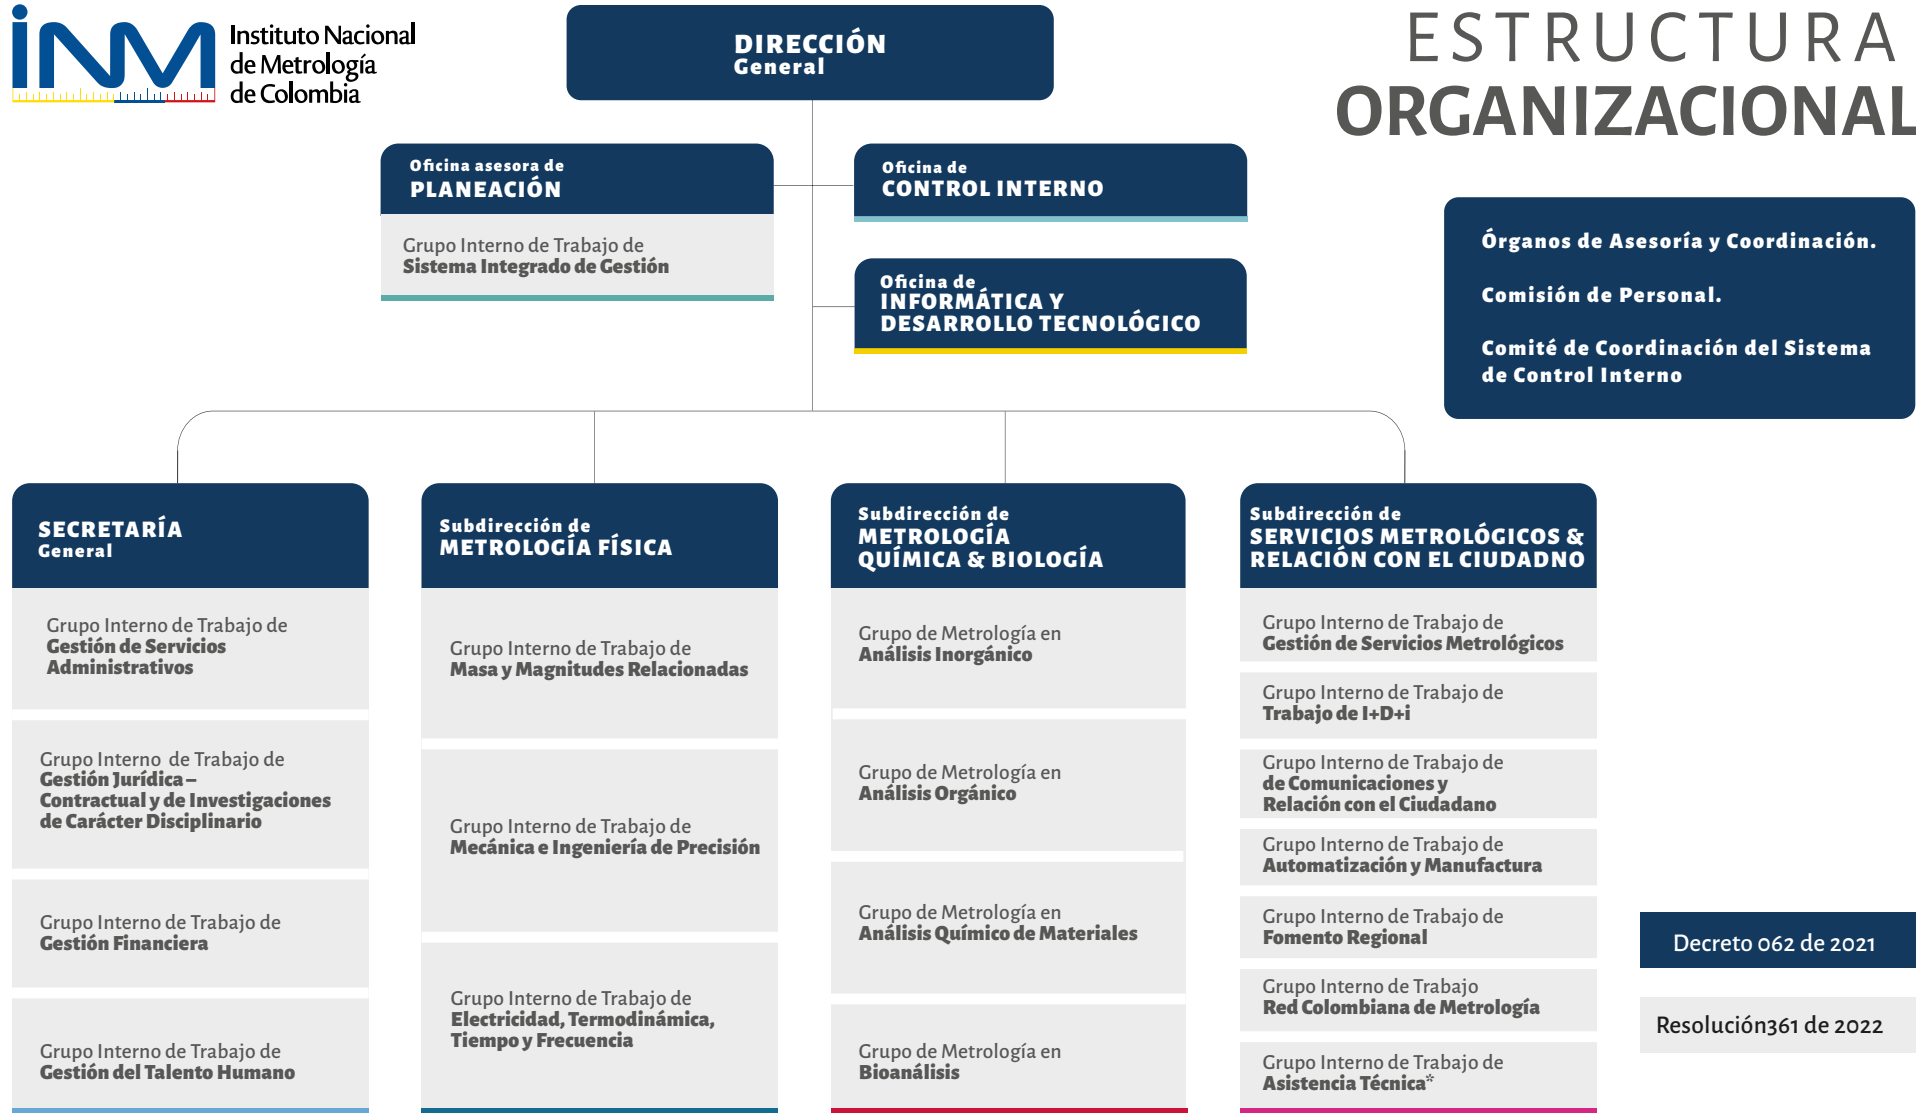 iNM
Instituto Nacional
de Metrología
de Colombia
DIRECCIÓN
General
ESTRUCTURA
ORGANIZACIONAL
Oficina asesora de
PLANEACIÓN
Grupo Interno de Trabajo de
Sistema Integrado de Gestión
Oficina de
CONTROL INTERNO
Oficina de
INFORMÁTICA Y
DESARROLLO TECNOLÓGICO
Órganos de Asesoría y Coordinación.
Comisión de Personal.
Comité de Coordinación del Sistema
de Control Interno
SECRETARÍA
General
Grupo Interno de Trabajo de
Gestión de Servicios
Administrativos
Grupo Interno de Trabajo de
Gestión Jurídica –
Contractual y de Investigaciones
de Carácter Disciplinario
Grupo Interno de Trabajo de
Gestión Financiera
Grupo Interno de Trabajo de
Gestión del Talento Humano
Subdirección de
METROLOGÍA FÍSICA
Grupo Interno de Trabajo de
Masa y Magnitudes Relacionadas
Grupo Interno de Trabajo de
Mecánica e Ingeniería de Precisión
Grupo Interno de Trabajo de
Electricidad, Termodinámica,
Tiempo y Frecuencia
Subdirección de
METROLOGÍA
QUÍMICA & BIOLOGÍA
Grupo de Metrología en
Análisis Inorgánico
Grupo de Metrología en
Análisis Orgánico
Grupo de Metrología en
Análisis Químico de Materiales
Grupo de Metrología en
Bioanálisis
Subdirección de
SERVICIOS METROLÓGICOS &
RELACIÓN CON EL CIUDADNO
Grupo Interno de Trabajo de
Gestión de Servicios Metrológicos
Grupo Interno de Trabajo de
Trabajo de I+D+i
Grupo Interno de Trabajo de
de Comunicaciones y
Relación con el Ciudadano
Grupo Interno de Trabajo de
Automatización y Manufactura
Grupo Interno de Trabajo de
Fomento Regional
Grupo Interno de Trabajo
Red Colombiana de Metrología
Grupo Interno de Trabajo de
Asistencia Técnica*
Decreto 062 de 2021
Resolución361 de 2022